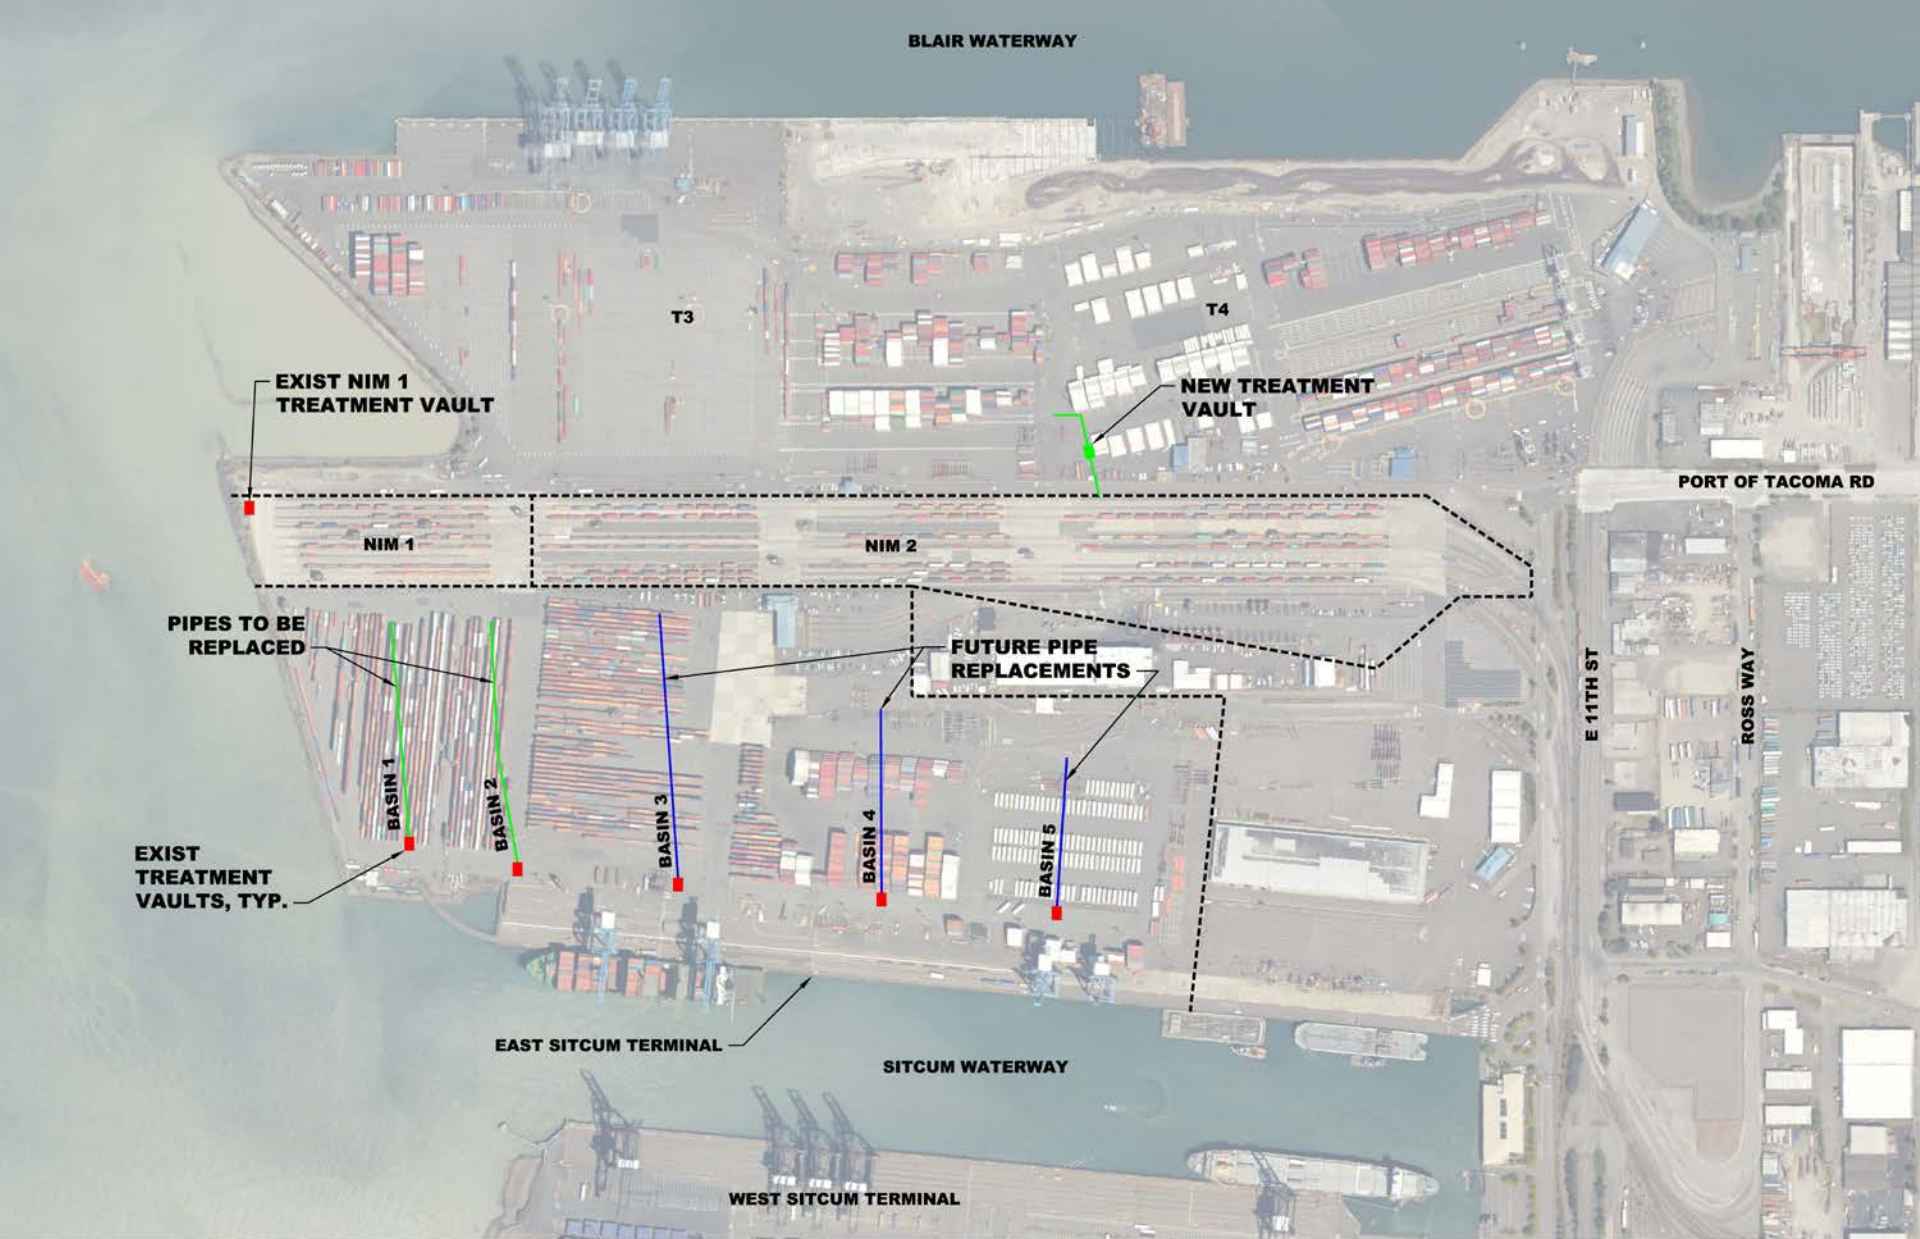 BLAIR WATERWAY
T3
T4
EXIST NIM 1
TREATMENT VAULT
NEW TREATMENT
VAULT
PORT OF TACOMA RD
NIM 1
NIM 2
PIPES TO BE
REPLACED
FUTURE PIPE
REPLACEMENTS
E 11TH ST
ROSS WAY
BASIN 1
BASIN 2
BASIN 3
BASIN 4
BASIN 5
EXIST
TREATMENT
VAULTS, TYP.
EAST SITCUM TERMINAL
SITCUM WATERWAY
WEST SITCUM TERMINAL